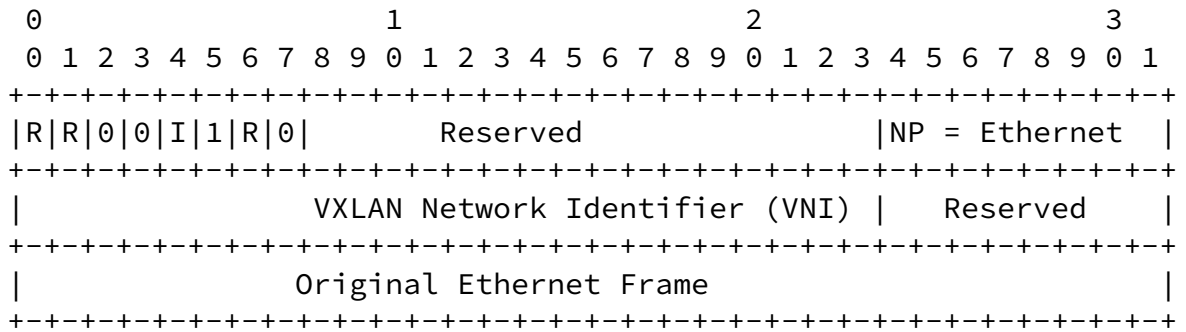 0                   1                   2                   3
 0 1 2 3 4 5 6 7 8 9 0 1 2 3 4 5 6 7 8 9 0 1 2 3 4 5 6 7 8 9 0 1
+-+-+-+-+-+-+-+-+-+-+-+-+-+-+-+-+-+-+-+-+-+-+-+-+-+-+-+-+-+-+-+-+
|R|R|0|0|I|1|R|0|       Reserved                |NP = Ethernet  |
+-+-+-+-+-+-+-+-+-+-+-+-+-+-+-+-+-+-+-+-+-+-+-+-+-+-+-+-+-+-+-+-+
|                VXLAN Network Identifier (VNI) |   Reserved    |
+-+-+-+-+-+-+-+-+-+-+-+-+-+-+-+-+-+-+-+-+-+-+-+-+-+-+-+-+-+-+-+-+
|               Original Ethernet Frame                         |
+-+-+-+-+-+-+-+-+-+-+-+-+-+-+-+-+-+-+-+-+-+-+-+-+-+-+-+-+-+-+-+-+